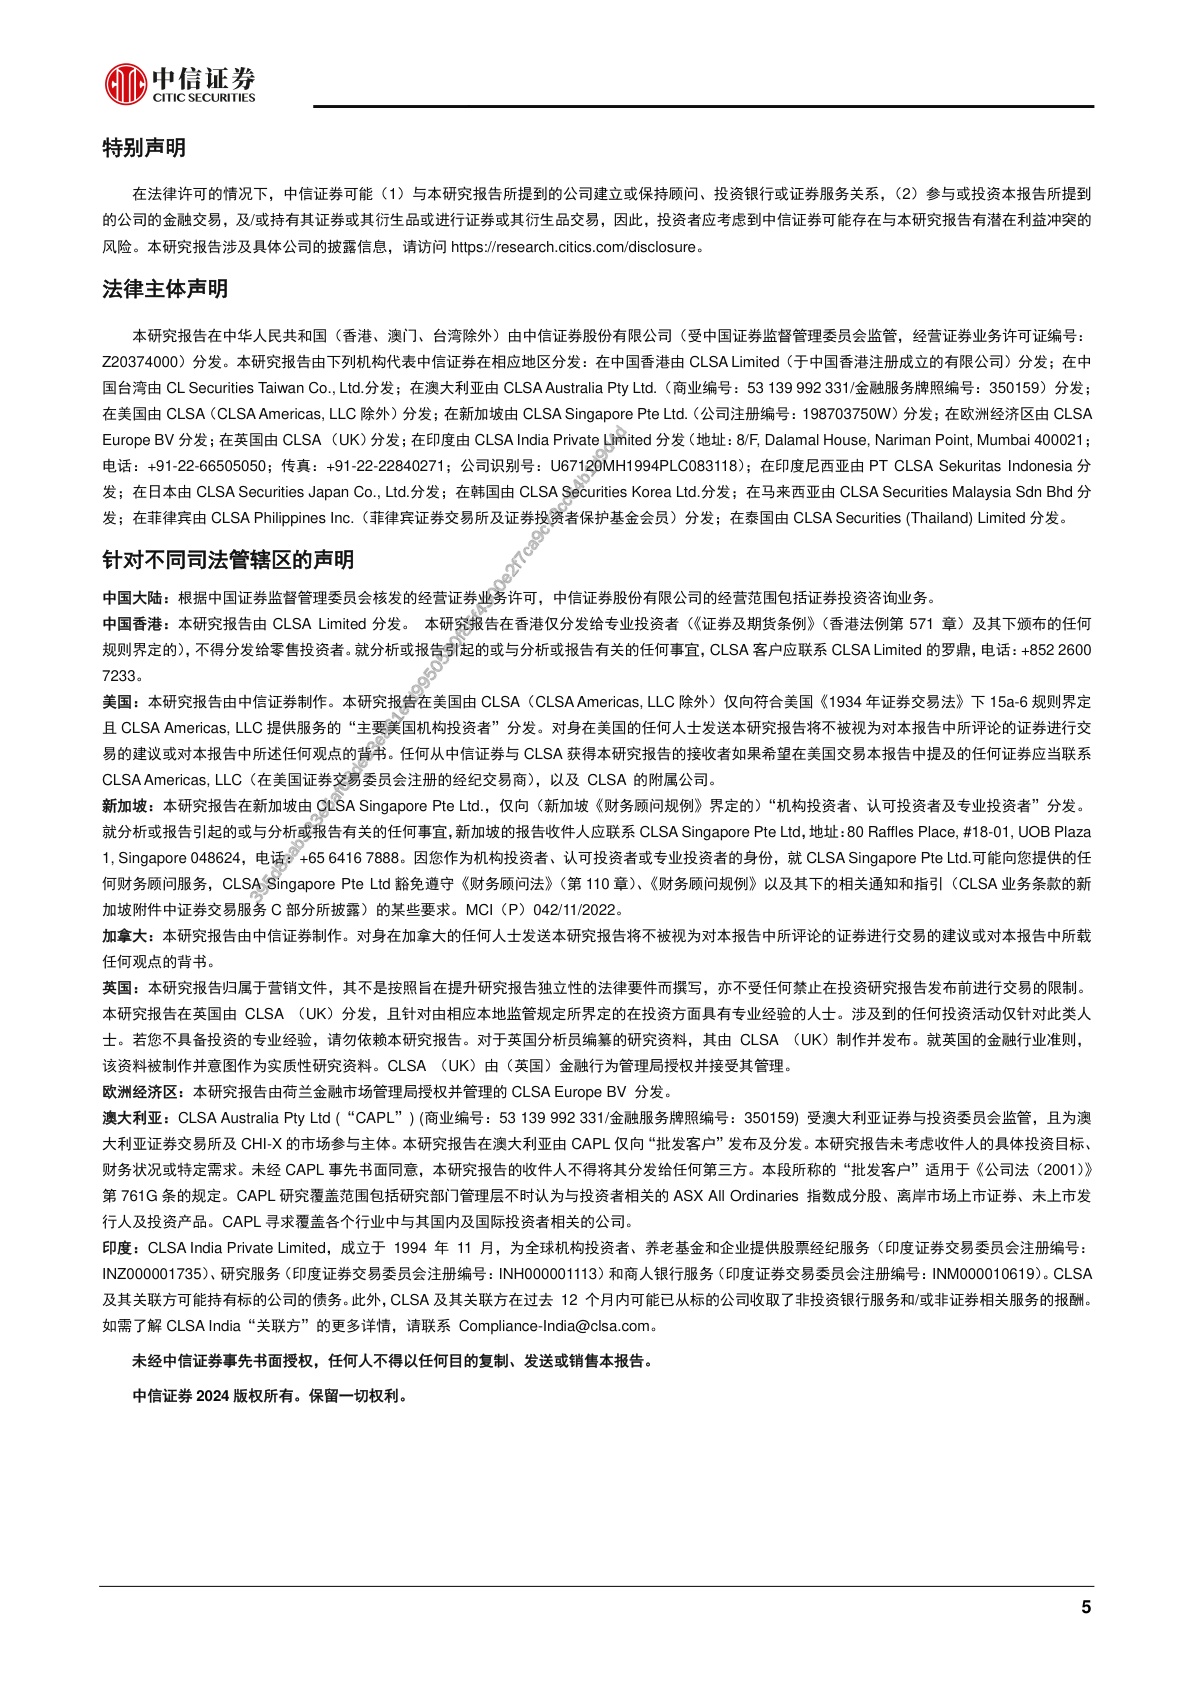 中信证券
CITIC SECURITIES
特别声明
在法律许可的情况下，中信证券可能（1）与本研究报告所提到的公司建立或保持顾问、投资银行或证券服务关系，（2）参与或投资本报告所提到
的公司的金融交易，及/或持有其证券或其衍生品或进行证券或其衍生品交易，因此，投资者应考虑到中信证券可能存在与本研究报告有潜在利益冲突的
风险。本研究报告涉及具体公司的披露信息，请访问 https://research.citics.com/disclosure。
法律主体声明
本研究报告在中华人民共和国（香港、澳门、台湾除外）由中信证券股份有限公司（受中国证券监督管理委员会监管，经营证券业务许可证编号：
Z20374000）分发。本研究报告由下列机构代表中信证券在相应地区分发：在中国香港由 CLSA Limited（于中国香港注册成立的有限公司）分发；在中
国台湾由 CL Securities Taiwan Co., Ltd.分发；在澳大利亚由 CLSA Australia Pty Ltd.（商业编号：53 139 992 331/金融服务牌照编号：350159）分发；
在美国由 CLSA（CLSA Americas, LLC 除外）分发；在新加坡由 CLSA Singapore Pte Ltd.（公司注册编号：198703750W）分发；在欧洲经济区由 CLSA
Europe BV 分发；在英国由 CLSA （UK）分发；在印度由 CLSA India Private Limited 分发（地址：8/F, Dalamal House, Nariman Point, Mumbai 400021；
电话：+91-22-66505050；传真：+91-22-22840271；公司识别号：U67120MH1994PLC083118）；在印度尼西亚由 PT CLSA Sekuritas Indonesia 分
发；在日本由 CLSA Securities Japan Co., Ltd.分发；在韩国由 CLSA Securities Korea Ltd.分发；在马来西亚由 CLSA Securities Malaysia Sdn Bhd 分
发；在菲律宾由 CLSA Philippines Inc.（菲律宾证券交易所及证券投资者保护基金会员）分发；在泰国由 CLSA Securities (Thailand) Limited 分发。
针对不同司法管辖区的声明
中国大陆：根据中国证券监督管理委员会核发的经营证券业务许可，中信证券股份有限公司的经营范围包括证券投资咨询业务。
中国香港：本研究报告由 CLSA Limited 分发。 本研究报告在香港仅分发给专业投资者（《证券及期货条例》（香港法例第 571 章）及其下颁布的任何
规则界定的），不得分发给零售投资者。就分析或报告引起的或与分析或报告有关的任何事宜，CLSA 客户应联系 CLSA Limited 的罗鼎，电话：+852 2600
7233。
美国：本研究报告由中信证券制作。本研究报告在美国由 CLSA（CLSA Americas, LLC 除外）仅向符合美国《1934 年证券交易法》下 15a-6 规则界定
且 CLSA Americas, LLC 提供服务的“主要美国机构投资者”分发。对身在美国的任何人士发送本研究报告将不被视为对本报告中所评论的证券进行交
易的建议或对本报告中所述任何观点的背书。任何从中信证券与 CLSA 获得本研究报告的接收者如果希望在美国交易本报告中提及的任何证券应当联系
CLSA Americas, LLC（在美国证券交易委员会注册的经纪交易商），以及 CLSA 的附属公司。
新加坡：本研究报告在新加坡由 CLSA Singapore Pte Ltd.，仅向（新加坡《财务顾问规例》界定的）“机构投资者、认可投资者及专业投资者”分发。
就分析或报告引起的或与分析或报告有关的任何事宜，新加坡的报告收件人应联系 CLSA Singapore Pte Ltd，地址：80 Raffles Place, #18-01, UOB Plaza
1, Singapore 048624，电话：+65 6416 7888。因您作为机构投资者、认可投资者或专业投资者的身份，就 CLSA Singapore Pte Ltd.可能向您提供的任
何财务顾问服务，CLSA Singapore Pte Ltd 豁免遵守《财务顾问法》（第 110 章）、《财务顾问规例》以及其下的相关通知和指引（CLSA 业务条款的新
加坡附件中证券交易服务 C 部分所披露）的某些要求。MCI（P）042/11/2022。
加拿大：本研究报告由中信证券制作。对身在加拿大的任何人士发送本研究报告将不被视为对本报告中所评论的证券进行交易的建议或对本报告中所载
任何观点的背书。
英国：本研究报告归属于营销文件，其不是按照旨在提升研究报告独立性的法律要件而撰写，亦不受任何禁止在投资研究报告发布前进行交易的限制。
本研究报告在英国由 CLSA （UK）分发，且针对由相应本地监管规定所界定的在投资方面具有专业经验的人士。涉及到的任何投资活动仅针对此类人
士。若您不具备投资的专业经验，请勿依赖本研究报告。对于英国分析员编纂的研究资料，其由 CLSA （UK）制作并发布。就英国的金融行业准则，
该资料被制作并意图作为实质性研究资料。CLSA （UK）由（英国）金融行为管理局授权并接受其管理。
欧洲经济区：本研究报告由荷兰金融市场管理局授权并管理的 CLSA Europe BV 分发。
澳大利亚：CLSA Australia Pty Ltd (“CAPL”) (商业编号：53 139 992 331/金融服务牌照编号：350159) 受澳大利亚证券与投资委员会监管，且为澳
大利亚证券交易所及 CHI-X 的市场参与主体。本研究报告在澳大利亚由 CAPL 仅向“批发客户”发布及分发。本研究报告未考虑收件人的具体投资目标、
财务状况或特定需求。未经 CAPL 事先书面同意，本研究报告的收件人不得将其分发给任何第三方。本段所称的“批发客户”适用于《公司法（2001）》
第 761G 条的规定。CAPL 研究覆盖范围包括研究部门管理层不时认为与投资者相关的 ASX All Ordinaries 指数成分股、离岸市场上市证券、未上市发
行人及投资产品。CAPL 寻求覆盖各个行业中与其国内及国际投资者相关的公司。
印度：CLSA India Private Limited，成立于 1994 年 11 月，为全球机构投资者、养老基金和企业提供股票经纪服务（印度证券交易委员会注册编号：
INZ000001735）、研究服务（印度证券交易委员会注册编号：INH000001113）和商人银行服务（印度证券交易委员会注册编号：INM000010619）。CLSA
及其关联方可能持有标的公司的债务。此外，CLSA 及其关联方在过去 12 个月内可能已从标的公司收取了非投资银行服务和/或非证券相关服务的报酬。
如需了解 CLSA India“关联方”的更多详情，请联系 Compliance-India@clsa.com。
未经中信证券事先书面授权，任何人不得以任何目的复制、发送或销售本报告。
中信证券 2024 版权所有。保留一切权利。
5